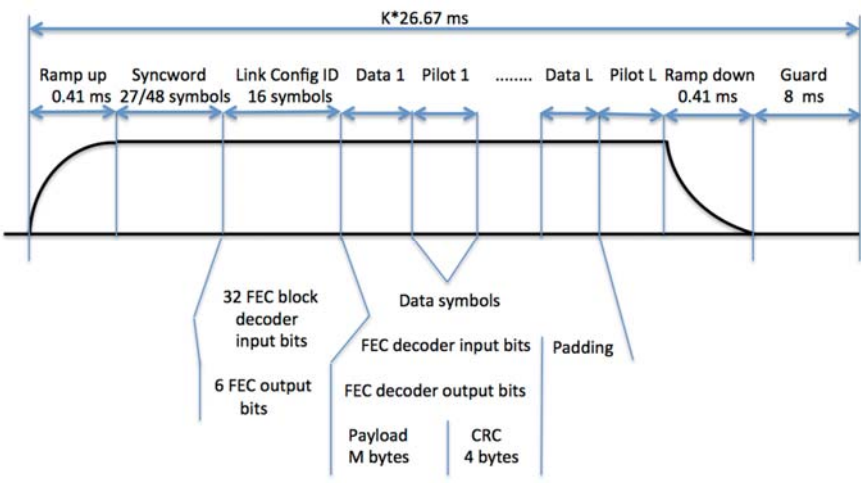 K*26.67 ms
Ramp up Syncword Link Config ID Data 1 Pilot 1 ........ Data L Pilot L Ramp down Guard
0.41 ms 27/48 symbols 16 symbols 0.41 ms 8 ms
32 FEC block
decoder
input bits
Data symbols
FEC decoder input bits
Padding
6 FEC output
bits
FEC decoder output bits
Payload
M bytes
CRC
4 bytes